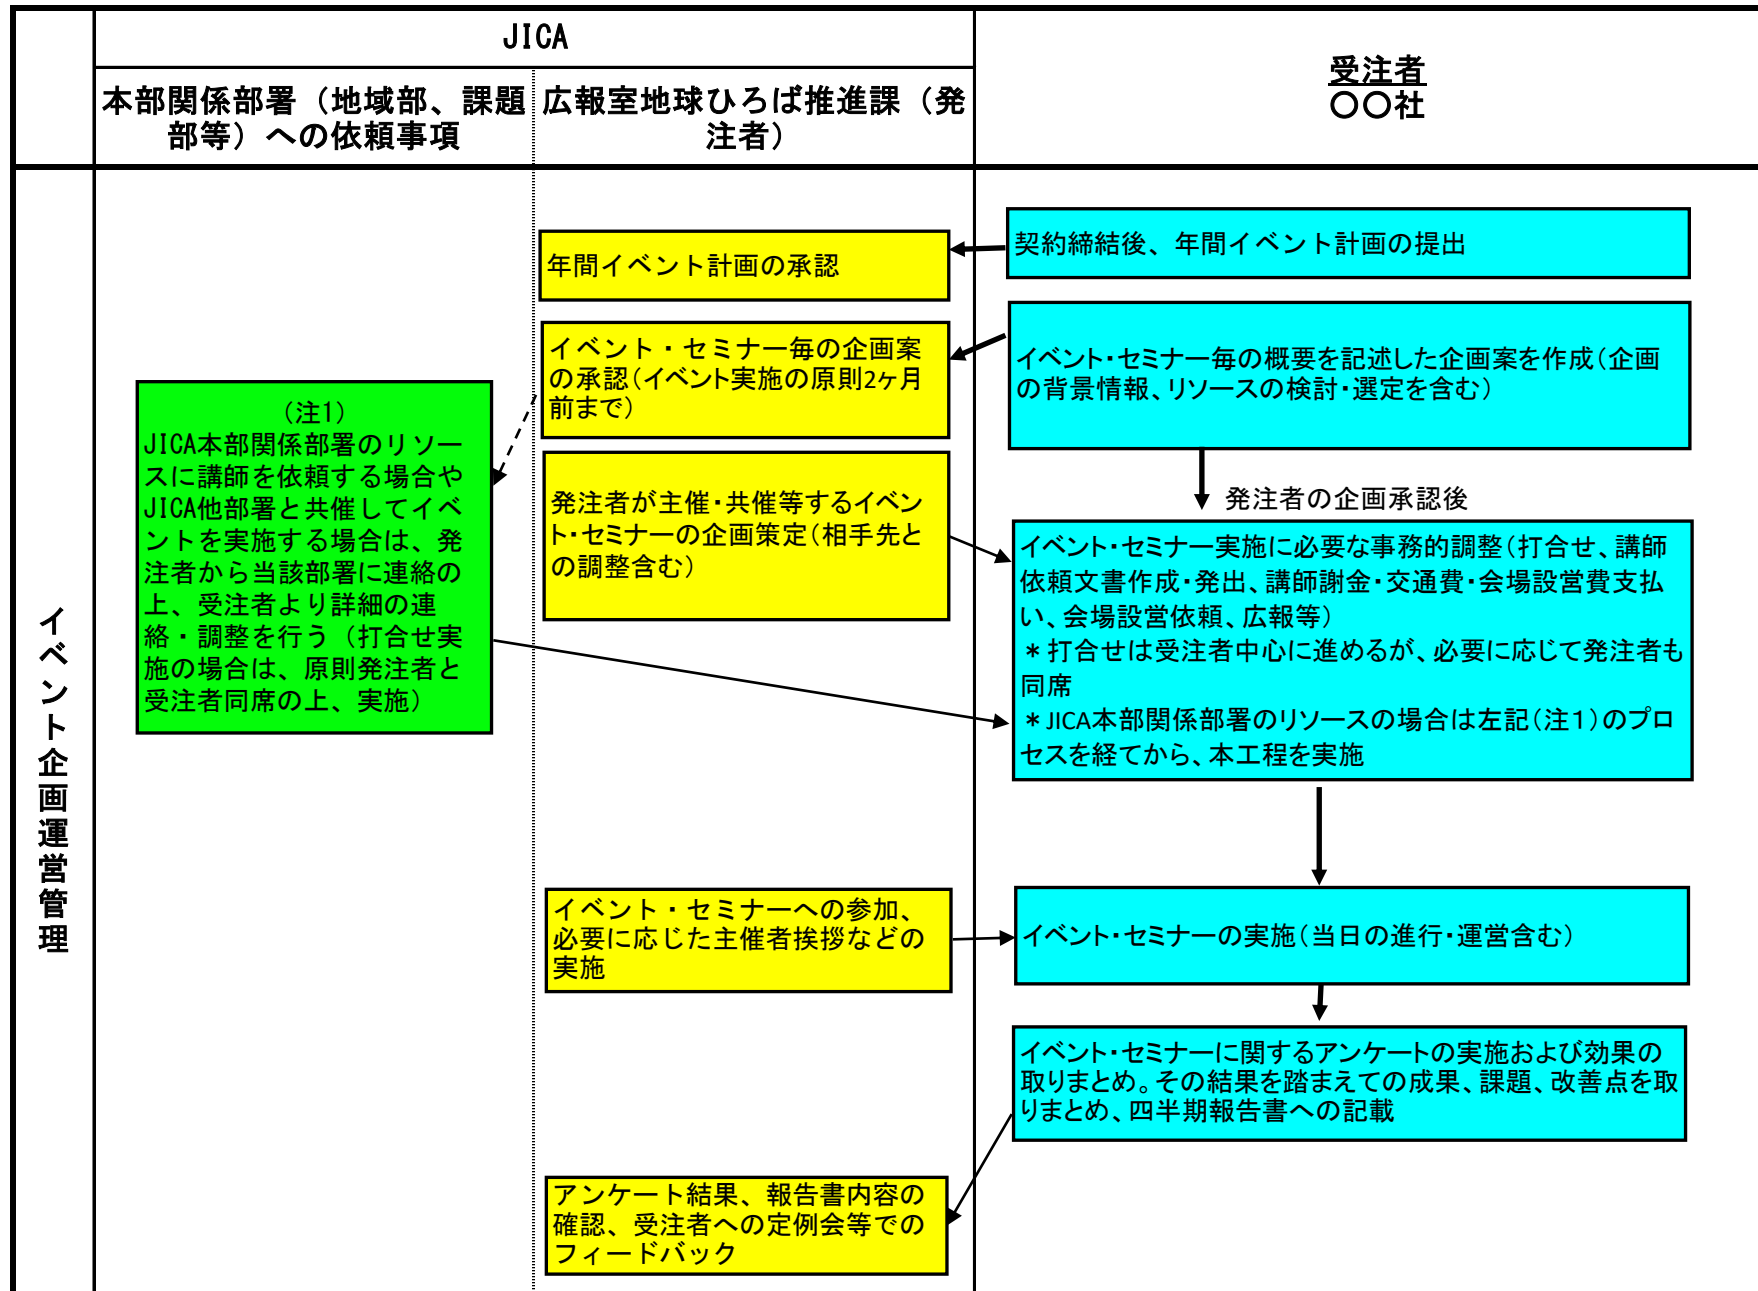 JICA
本部関係部署（地域部、課題
部等）への依頼事項
広報室地球ひろば推進課（発
注者）
受注者
〇〇社
イベント企画運営管理
契約締結後、年間イベント計画の提出
年間イベント計画の承認
イベント・セミナー毎の概要を記述した企画案を作成（企画
の背景情報、リソースの検討・選定を含む）
イベント・セミナー毎の企画案
の承認（イベント実施の原則2ヶ月
前まで）
（注1）
JICA本部関係部署のリソー
スに講師を依頼する場合や
JICA他部署と共催してイベ
ントを実施する場合は、発
注者から当該部署に連絡の
上、受注者より詳細の連
絡・調整を行う（打合せ実
施の場合は、原則発注者と
受注者同席の上、実施）
発注者が主催・共催等するイベン
ト・セミナーの企画策定（相手先と
の調整含む）
発注者の企画承認後
イベント・セミナー実施に必要な事務的調整（打合せ、講師
依頼文書作成・発出、講師謝金・交通費・会場設営費支払
い、会場設営依頼、広報等）
＊打合せは受注者中心に進めるが、必要に応じて発注者も
同席
＊JICA本部関係部署のリソースの場合は左記（注１）のプロ
セスを経てから、本工程を実施
イベント・セミナーへの参加、
必要に応じた主催者挨拶などの
実施
イベント・セミナーの実施（当日の進行・運営含む）
イベント・セミナーに関するアンケートの実施および効果の
取りまとめ。その結果を踏まえての成果、課題、改善点を取
りまとめ、四半期報告書への記載
アンケート結果、報告書内容の
確認、受注者への定例会等での
フィードバック